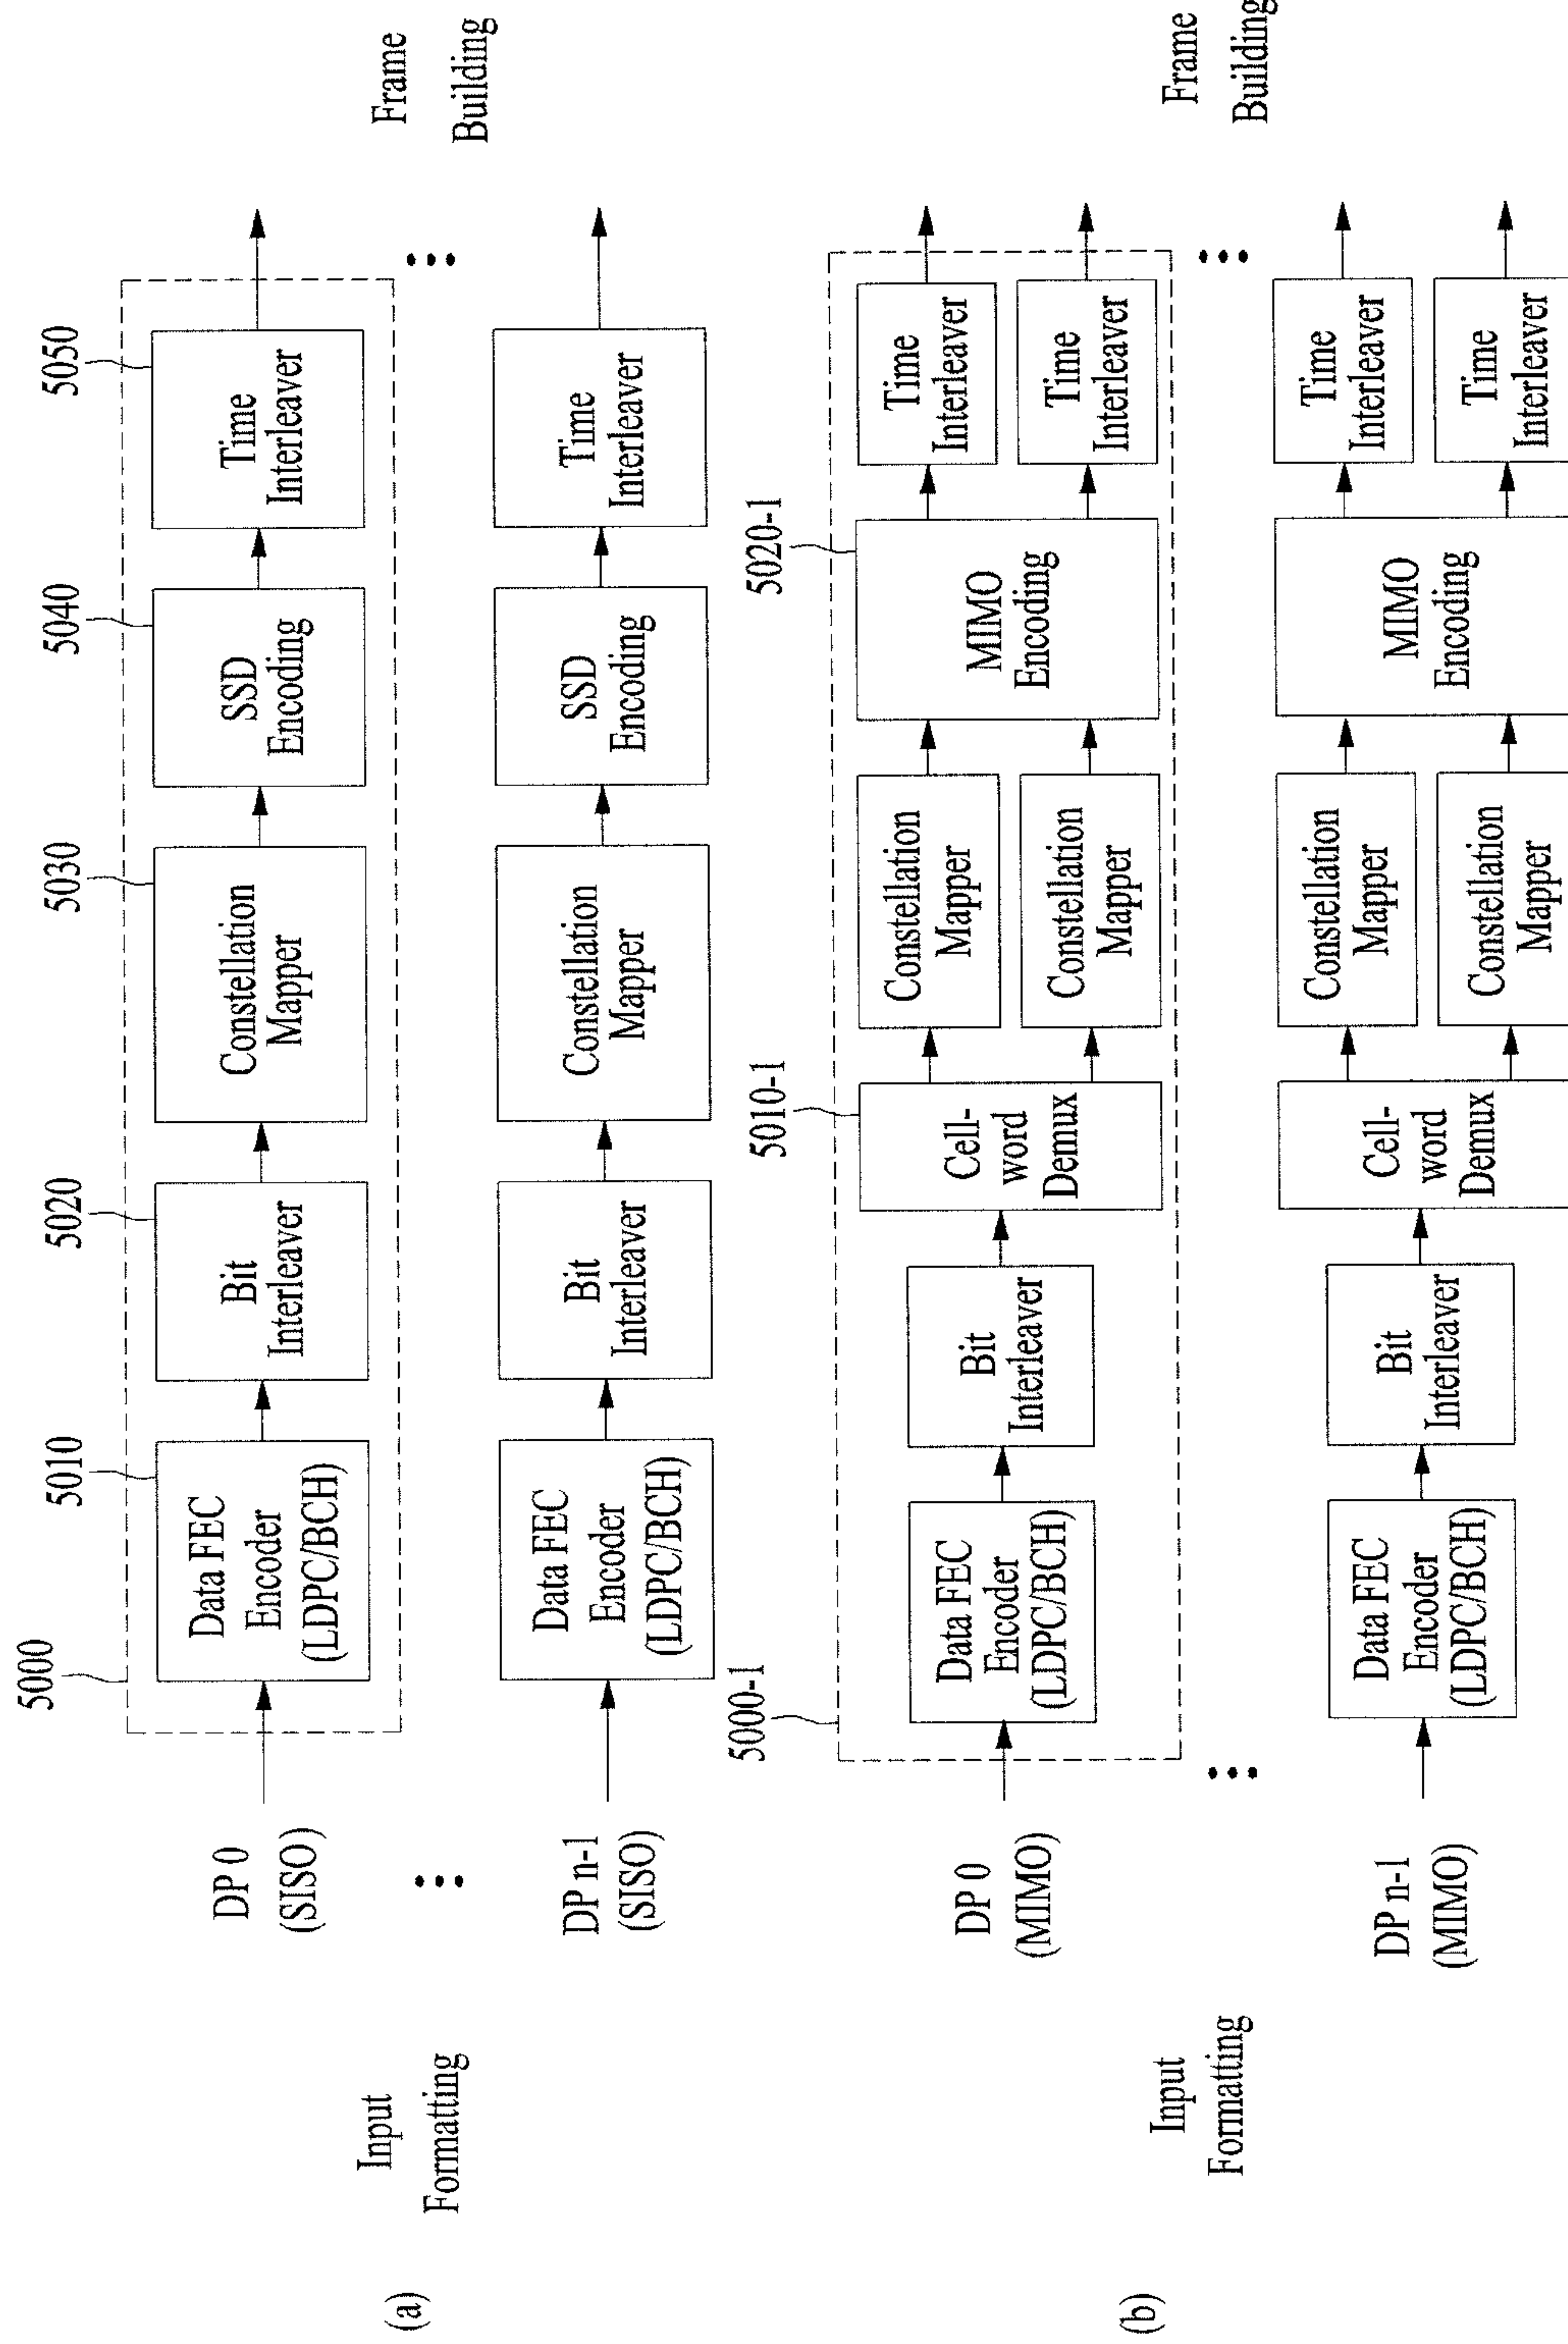 (a)
Input
Formatting
DP 0
(SISO)
5000
5010
Data FEC
Encoder
(LDPC/BCH)
5020
Bit
Interleaver
5030
Constellation
Mapper
5040
SSD
Encoding
5050
Time
Interleaver
Frame
Building
DP n-1
(SISO)
Data FEC
Encoder
(LDPC/BCH)
Bit
Interleaver
Constellation
Mapper
SSD
Encoding
Time
Interleaver
(b)
Input
Formatting
DP 0
(MIMO)
5000-1
Data FEC
Encoder
(LDPC/BCH)
Bit
Interleaver
5010-1
Cell-
word
Demux
Constellation
Mapper
Constellation
Mapper
5020-1
MIMO
Encoding
Time
Interleaver
Time
Interleaver
Frame
Building
DP n-1
(MIMO)
Data FEC
Encoder
(LDPC/BCH)
Bit
Interleaver
Cell-
word
Demux
Constellation
Mapper
Constellation
Mapper
MIMO
Encoding
Time
Interleaver
Time
Interleaver